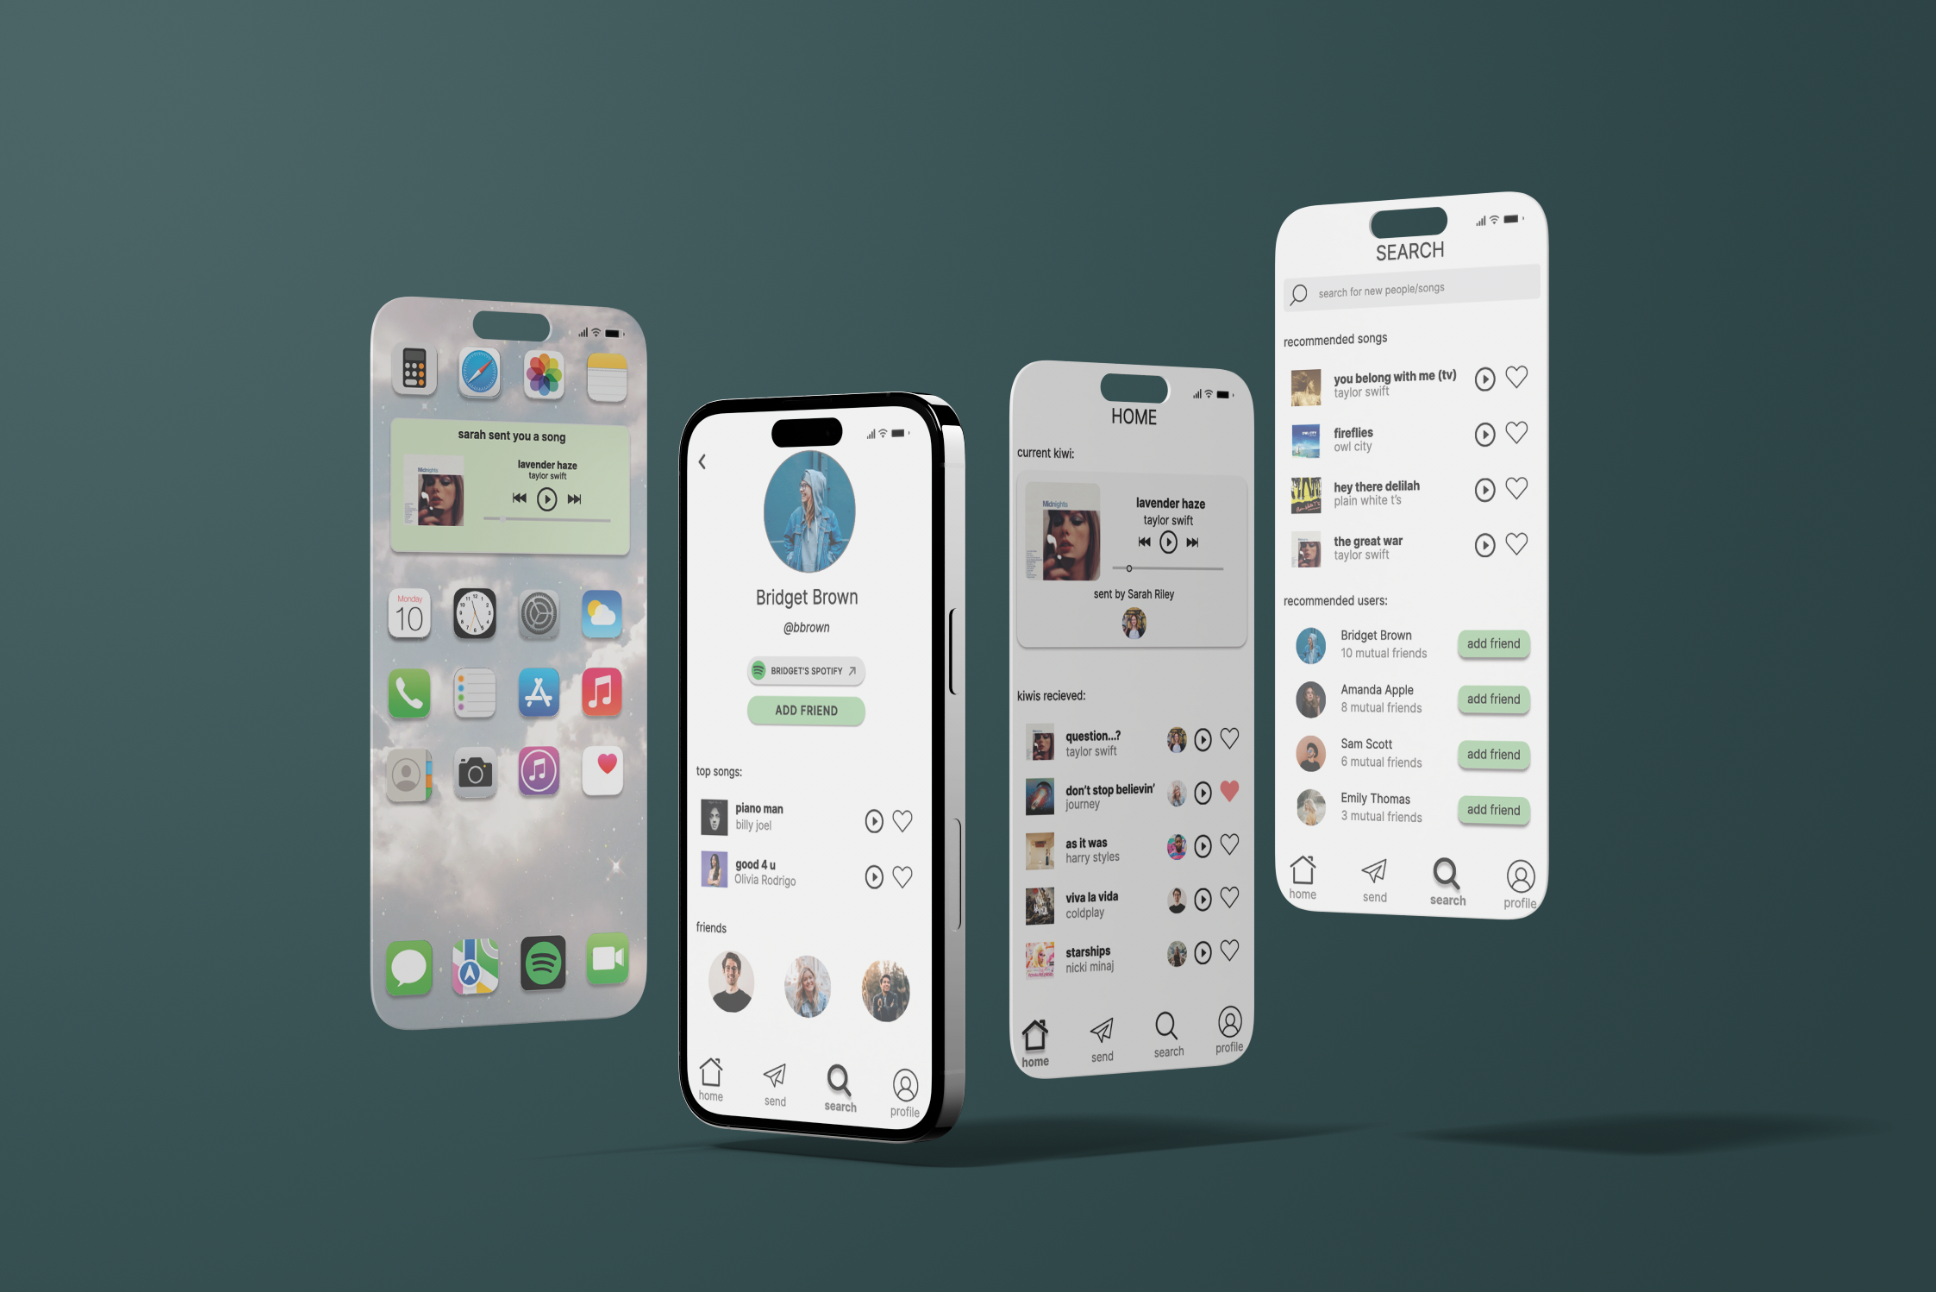 sarah sent you a song
Midnights
lavender haze
taylor swift
Monday
10
Bridget Brown
@bbrown
BRIDGET'S SPOTIFY
ADD FRIEND
top songs:
piano man
billy joel
good 4 u
Olivia Rodrigo
friends
home
send
search
profile
HOME
current kiwi:
Midnights
lavender haze
taylor swift
sent by Sarah Riley
kiwis recieved:
question...?
taylor swift
don't stop believin'
journey
as it was
harry styles
viva la vida
coldplay
starships
nicki minaj
home
send
search
profile
SEARCH
search for new people/songs
recommended songs
you belong with me (tv)
taylor swift
fireflies
owl city
hey there delilah
plain white t's
the great war
taylor swift
recommended users:
Bridget Brown
10 mutual friends
add friend
Amanda Apple
8 mutual friends
add friend
Sam Scott
6 mutual friends
add friend
Emily Thomas
3 mutual friends
add friend
home
send
search
profile